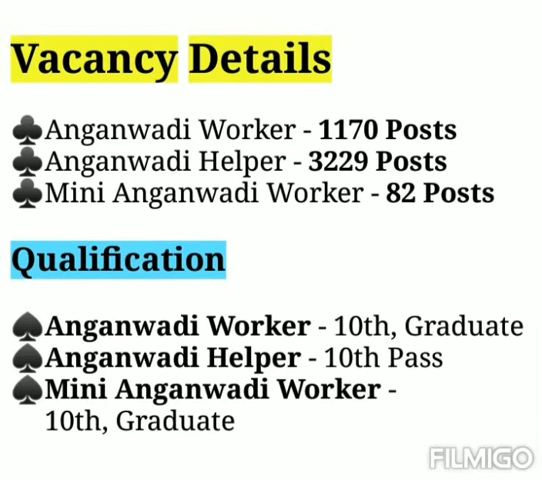 Vacancy Details
♣Anganwadi Worker - 1170 Posts
♣Anganwadi Helper - 3229 Posts
♣Mini Anganwadi Worker - 82 Posts
Qualification
♠Anganwadi Worker - 10th, Graduate
♠Anganwadi Helper - 10th Pass
♠Mini Anganwadi Worker -
10th, Graduate
FILMIGO